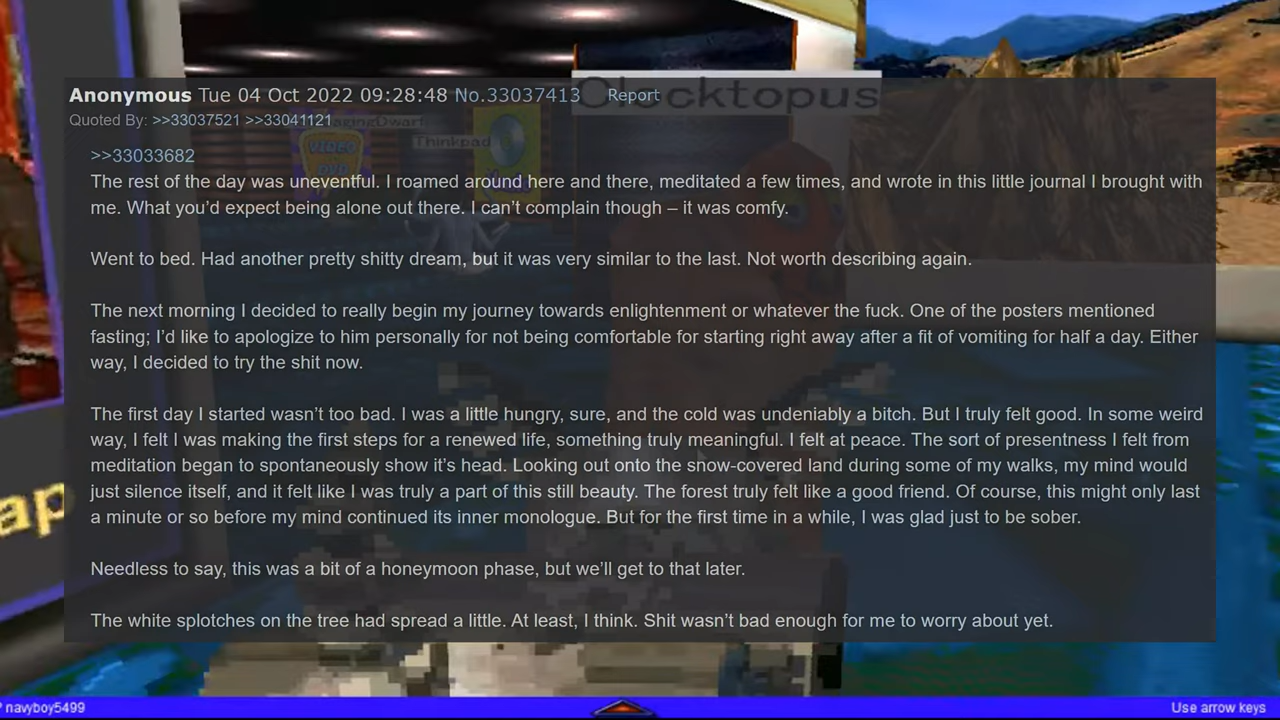 Clocktopus
Anonymous Tue 04 Oct 2022 09:28:48 No.33037413 Report
Quoted By: >>33037521 >>33041121
Thinkpad
VIDEO
>>33033682
The rest of the day was uneventful. I roamed around here and there, meditated a few times, and wrote in this little journal I brought with
me. What you’d expect being alone out there. I can’t complain though – it was comfy.
Went to bed. Had another pretty shitty dream, but it was very similar to the last. Not worth describing again.
The next morning I decided to really begin my journey towards enlightenment or whatever the fuck. One of the posters mentioned
fasting; I’d like to apologize to him personally for not being comfortable for starting right away after a fit of vomiting for half a day. Either
way, I decided to try the shit now.
The first day I started wasn’t too bad. I was a little hungry, sure, and the cold was undeniably a bitch. But I truly felt good. In some weird
way, I felt I was making the first steps for a renewed life, something truly meaningful. I felt at peace. The sort of presentness I felt from
meditation began to spontaneously show it’s head. Looking out onto the snow-covered land during some of my walks, my mind would
just silence itself, and it felt like I was truly a part of this still beauty. The forest truly felt like a good friend. Of course, this might only last
a minute or so before my mind continued its inner monologue. But for the first time in a while, I was glad just to be sober.
ap
Needless to say, this was a bit of a honeymoon phase, but we’ll get to that later.
The white splotches on the tree had spread a little. At least, I think. Shit wasn’t bad enough for me to worry about yet.
navyboy5499
Use arrow keys